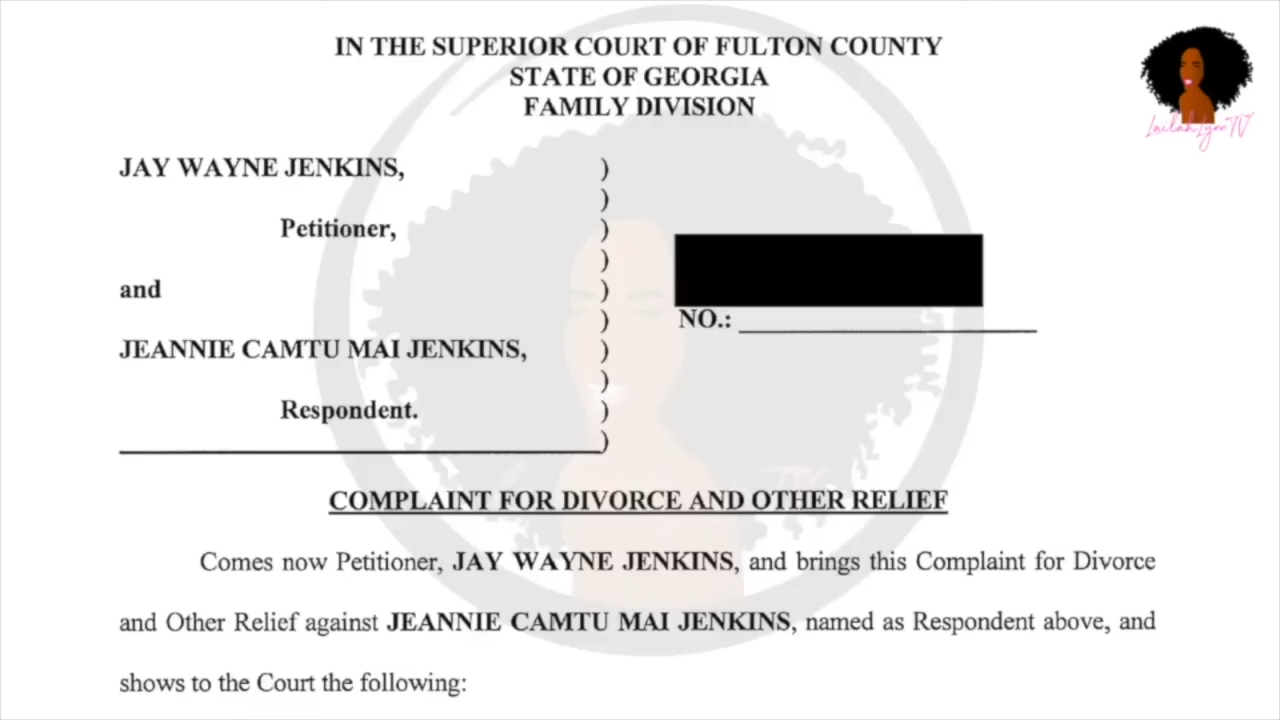 IN THE SUPERIOR COURT OF FULTON COUNTY
STATE OF GEORGIA
FAMILY DIVISION
LailahLynnTV
JAY WAYNE JENKINS, )
)
Petitioner, )
)
and )
) NO.:
JEANNIE CAMTU MAI JENKINS, )
)
Respondent. )
)
COMPLAINT FOR DIVORCE AND OTHER RELIEF
Comes now Petitioner, JAY WAYNE JENKINS, and brings this Complaint for Divorce
and Other Relief against JEANNIE CAMTU MAI JENKINS, named as Respondent above, and
shows to the Court the following: